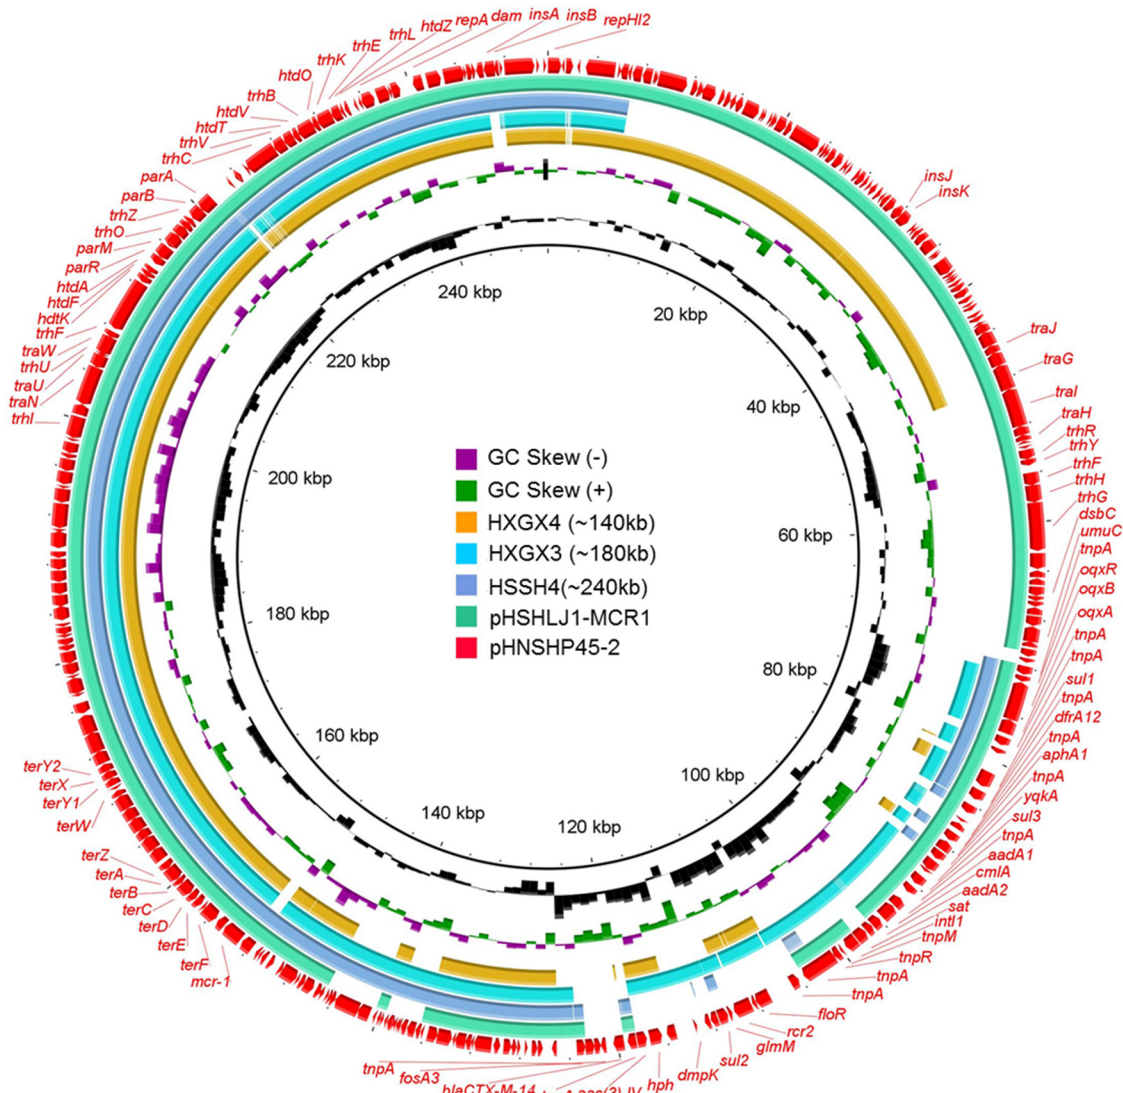 repA
dam
insA
insB
repHI2
htdZ
trhL
trhE
trhK
htdO
trhB
htdV
htdT
trhV
trhC
parA
parB
trhZ
trhO
parM
parR
htdA
htdF
hdtK
trhF
traW
trhU
traU
traN
trhI
terY2
terX
terY1
terW
terZ
terA
terB
terC
terD
terE
terF
mcr-1
insJ
insK
traJ
traG
traI
traH
trhR
trhY
trhF
trhH
trhG
dsbC
umuC
tnpA
oqxR
oqxB
oqxA
tnpA
tnpA
sul1
tnpA
dfrA12
tnpA
aphA1
tnpA
yqkA
sul3
tnpA
aadA1
cmlA
aadA2
sat
intl1
tnpM
tnpR
tnpA
tnpA
floR
rcr2
glmM
sul2
dmpK
hph
blaCTX-M-14
fosA3
tnpA
240 kbp
20 kbp
220 kbp
40 kbp
200 kbp
60 kbp
180 kbp
80 kbp
160 kbp
100 kbp
140 kbp
120 kbp
GC Skew (-)
GC Skew (+)
HXGX4 (~140kb)
HXGX3 (~180kb)
HSSH4(~240kb)
pHSHLJ1-MCR1
pHNSHP45-2